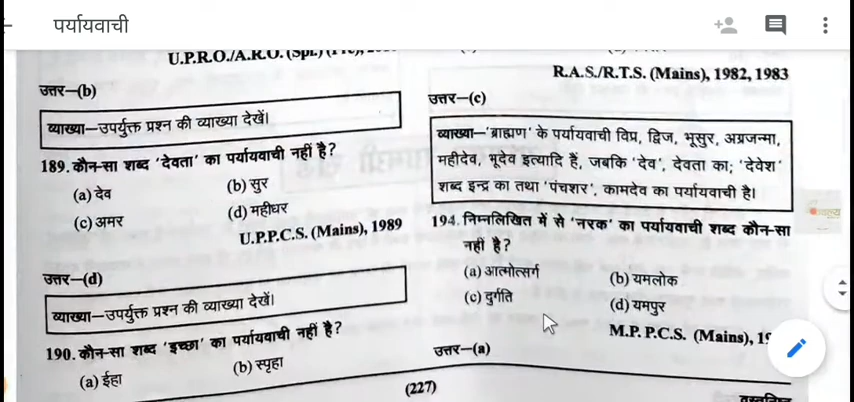 पर्यायवाची
U.P.R.O./A.R.O. (Spl.)
उत्तर–(b)
व्याख्या–उपर्युक्त प्रश्न की व्याख्या देखें।
189. कौन-सा शब्द 'देवता' का पर्यायवाची नहीं है?
(a) देव (b) सुर
(c) अमर (d) महीधर
U.P.P.C.S. (Mains), 1989
उत्तर–(d)
व्याख्या–उपर्युक्त प्रश्न की व्याख्या देखें।
190. कौन-सा शब्द 'इच्छा' का पर्यायवाची नहीं है?
(a) ईहा (b) स्पृहा
R.A.S./R.T.S. (Mains), 1982, 1983
उत्तर–(c)
व्याख्या–'ब्राह्मण' के पर्यायवाची विप्र, द्विज, भूसुर, अग्रजन्मा,
महीदेव, भूदेव इत्यादि हैं, जबकि 'देव', देवता का; 'देवेश'
शब्द इन्द्र का तथा 'पंचशर', कामदेव का पर्यायवाची है।
194. निम्नलिखित में से 'नरक' का पर्यायवाची शब्द कौन-सा
नहीं है?
(a) आत्मोत्सर्ग (b) यमलोक
(c) दुर्गति (d) यमपुर
M.P. P.C.S. (Mains),
उत्तर–(a)
(227)